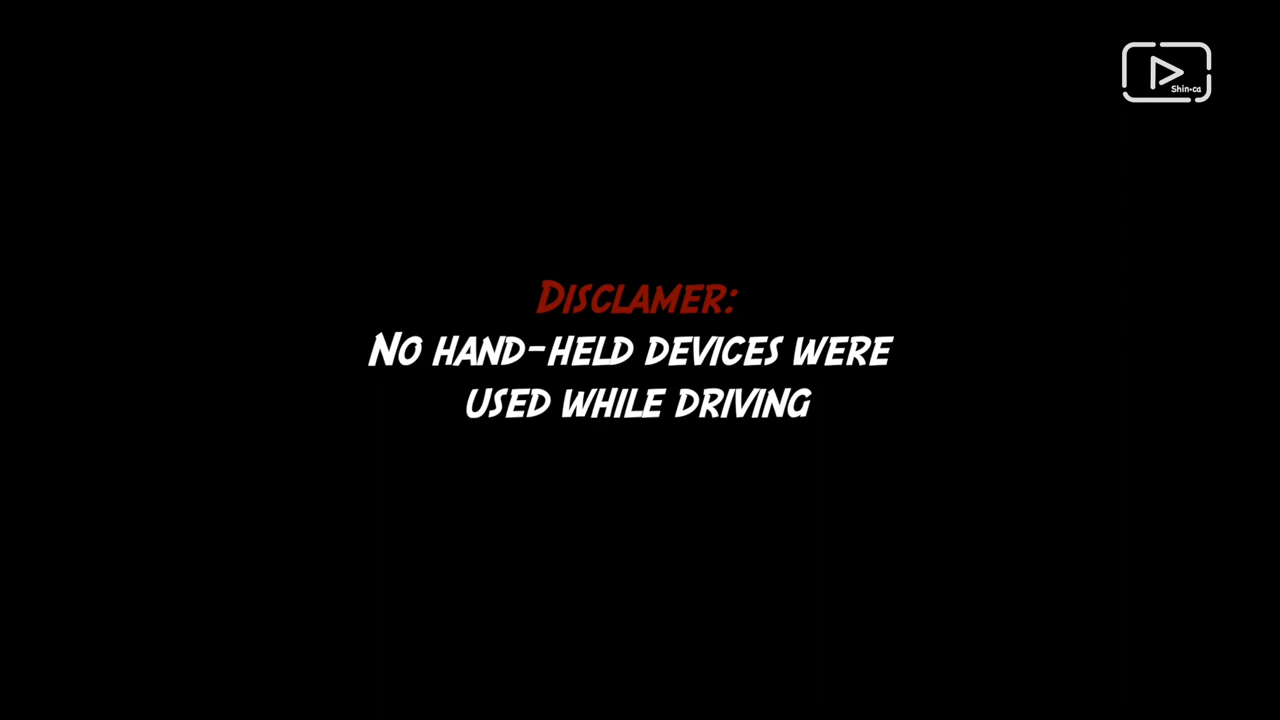 Shin•ca
DISCLAMER:
NO HAND-HELD DEVICES WERE
USED WHILE DRIVING